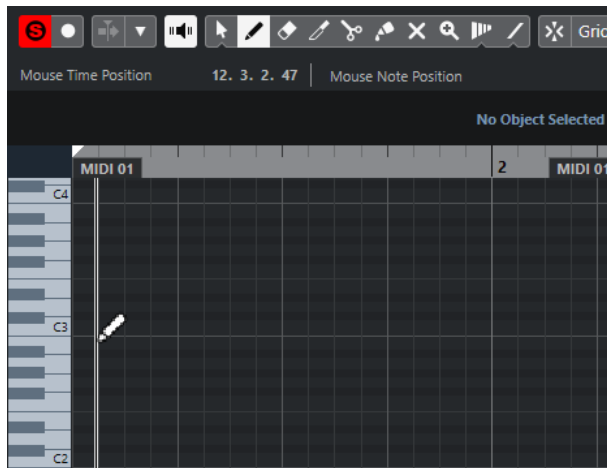 S
Grid
Mouse Time Position 12. 3. 2. 47 Mouse Note Position
No Object Selected
2
MIDI 01 MIDI 01
C4
C3
C2